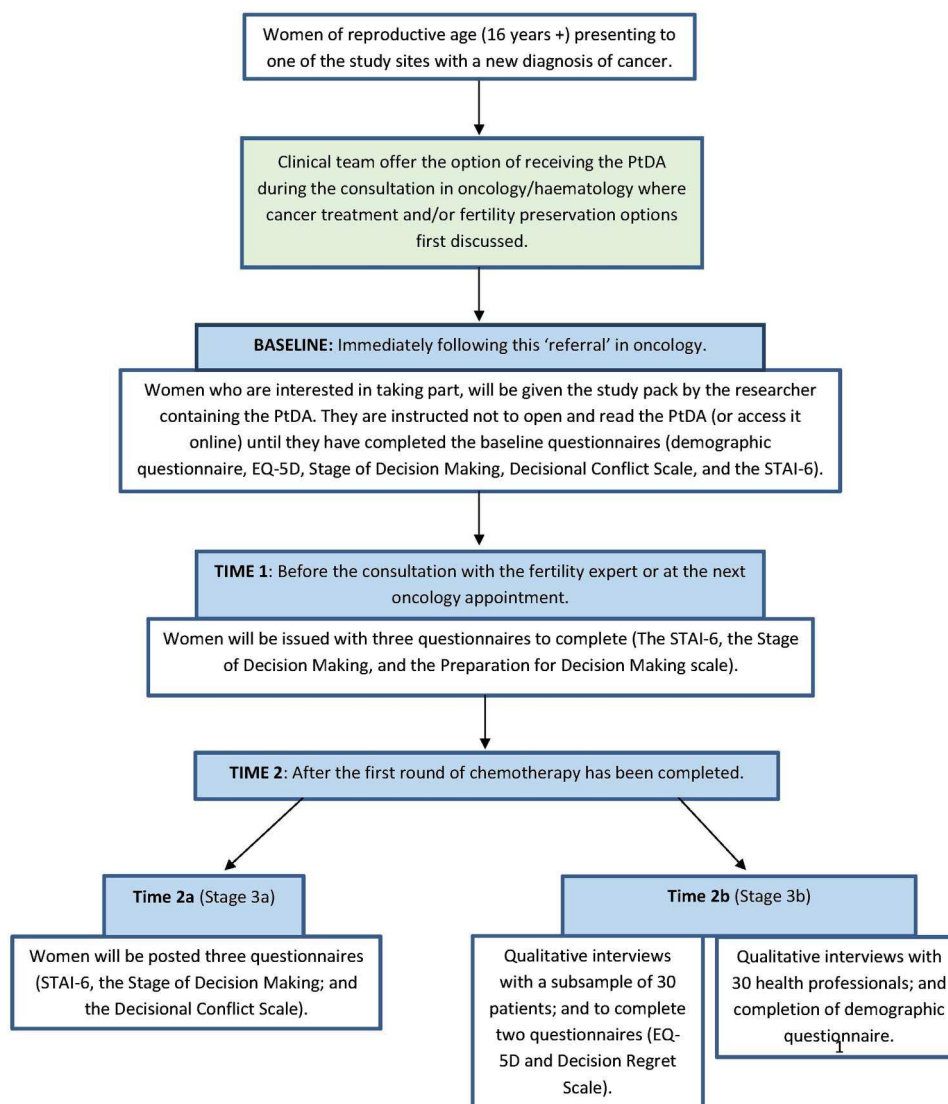 Women of reproductive age (16 years +) presenting to
one of the study sites with a new diagnosis of cancer.
Clinical team offer the option of receiving the PtDA
during the consultation in oncology/haematology where
cancer treatment and/or fertility preservation options
first discussed.
BASELINE: Immediately following this ‘referral’ in oncology.
Women who are interested in taking part, will be given the study pack by the researcher
containing the PtDA. They are instructed not to open and read the PtDA (or access it
online) until they have completed the baseline questionnaires (demographic
questionnaire, EQ-5D, Stage of Decision Making, Decisional Conflict Scale, and the STAI-6).
TIME 1: Before the consultation with the fertility expert or at the next
oncology appointment.
Women will be issued with three questionnaires to complete (The STAI-6, the Stage
of Decision Making, and the Preparation for Decision Making scale).
TIME 2: After the first round of chemotherapy has been completed.
Time 2a (Stage 3a)
Women will be posted three questionnaires
(STAI-6, the Stage of Decision Making; and
the Decisional Conflict Scale).
Time 2b (Stage 3b)
Qualitative interviews
with a subsample of 30
patients; and to complete
two questionnaires (EQ-
5D and Decision Regret
Scale).
Qualitative interviews with
30 health professionals; and
completion of demographic
questionnaire.
1